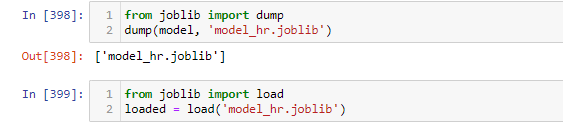 In [398]:
1 from joblib import dump
2 dump(model, 'model_hr.joblib')
Out[398]: ['model_hr.joblib']
In [399]:
1 from joblib import load
2 loaded = load('model_hr.joblib')